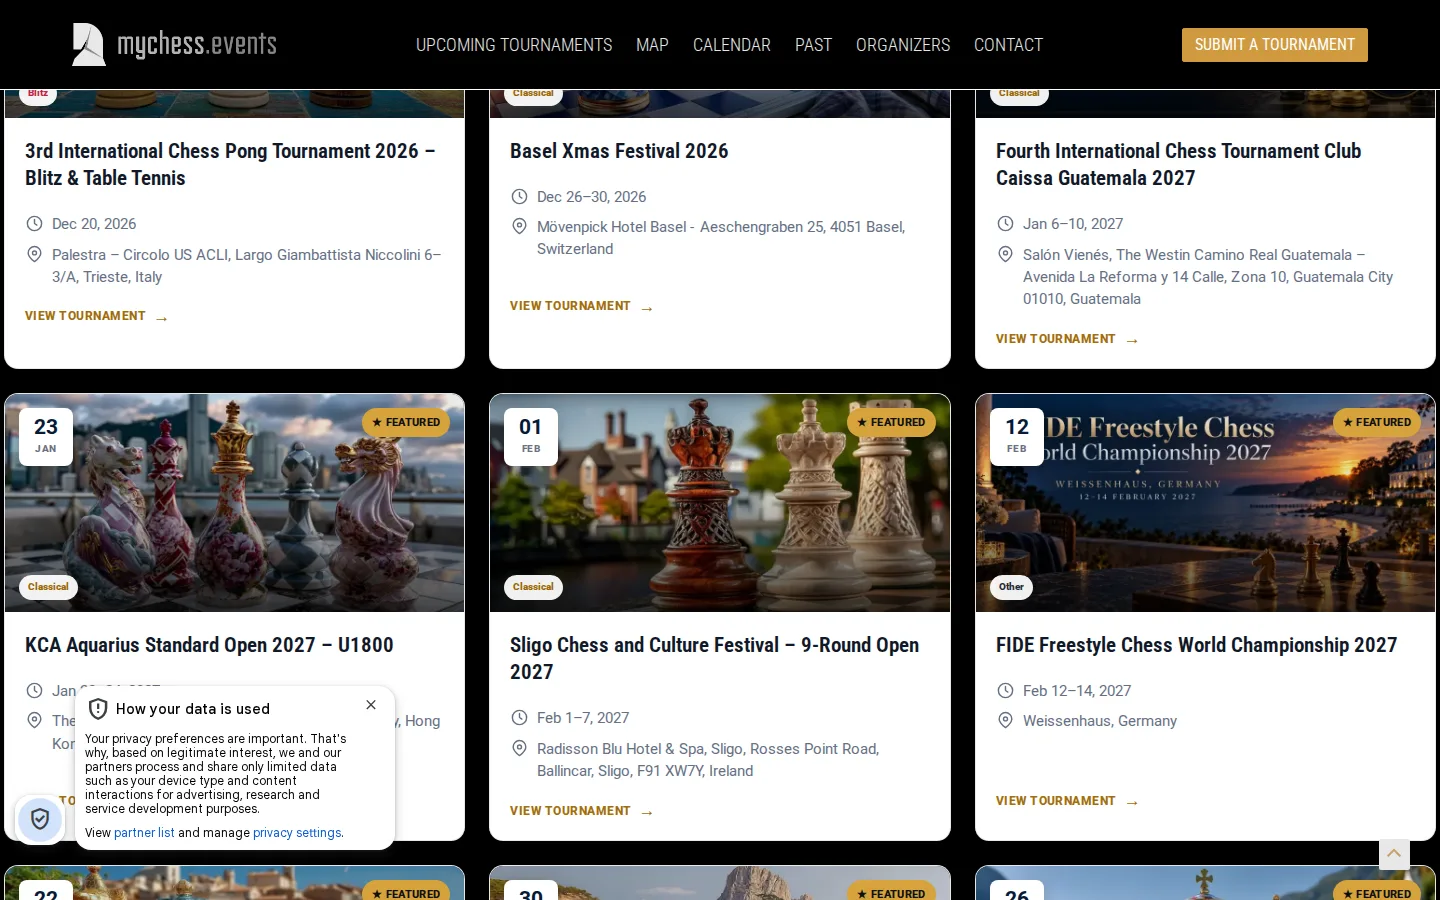 mychess.events
UPCOMING TOURNAMENTS
MAP
CALENDAR
PAST
ORGANIZERS
CONTACT
SUBMIT A TOURNAMENT
Blitz
Classical
Classical
3rd International Chess Pong Tournament 2026 –
Blitz & Table Tennis
Dec 20, 2026
Palestra – Circolo US ACLI, Largo Giambattista Niccolini 6–
3/A, Trieste, Italy
VIEW TOURNAMENT →
Basel Xmas Festival 2026
Dec 26–30, 2026
Mövenpick Hotel Basel - Aeschengraben 25, 4051 Basel,
Switzerland
VIEW TOURNAMENT →
Fourth International Chess Tournament Club
Caissa Guatemala 2027
Jan 6–10, 2027
Salón Vienés, The Westin Camino Real Guatemala –
Avenida La Reforma y 14 Calle, Zona 10, Guatemala City
01010, Guatemala
VIEW TOURNAMENT →
23
JAN
★ FEATURED
Classical
KCA Aquarius Standard Open 2027 – U1800
Jan
The
y, Hong
01
FEB
★ FEATURED
Classical
Sligo Chess and Culture Festival – 9-Round Open
2027
Feb 1–7, 2027
Radisson Blu Hotel & Spa, Sligo, Rosses Point Road,
Ballincar, Sligo, F91 XW7Y, Ireland
VIEW TOURNAMENT →
12
FEB
★ FEATURED
IDE Freestyle Chess
orld Championship 2027
WEISSENHAUS, GERMANY
12–14 FEBRUARY 2027
Other
FIDE Freestyle Chess World Championship 2027
Feb 12–14, 2027
Weissenhaus, Germany
VIEW TOURNAMENT →
How your data is used
Your privacy preferences are important. That's
why, based on legitimate interest, we and our
partners process and share only limited data
such as your device type and content
interactions for advertising, research and
service development purposes.
View partner list and manage privacy settings.
22
★ FEATURED
30
★ FEATURED
26
★ FEATURED